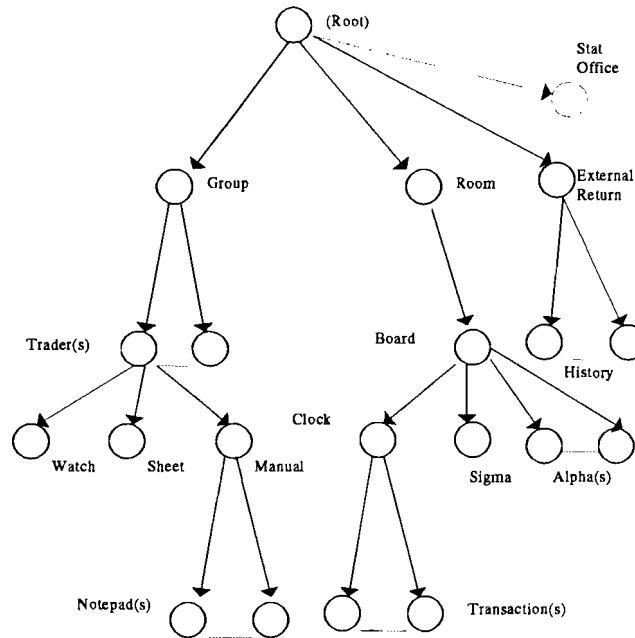 (Root)
Stat
Office
Group
Room
External
Return
Trader(s)
Board
History
Clock
Watch
Sheet
Manual
Sigma
Alpha(s)
Notepad(s)
Transaction(s)